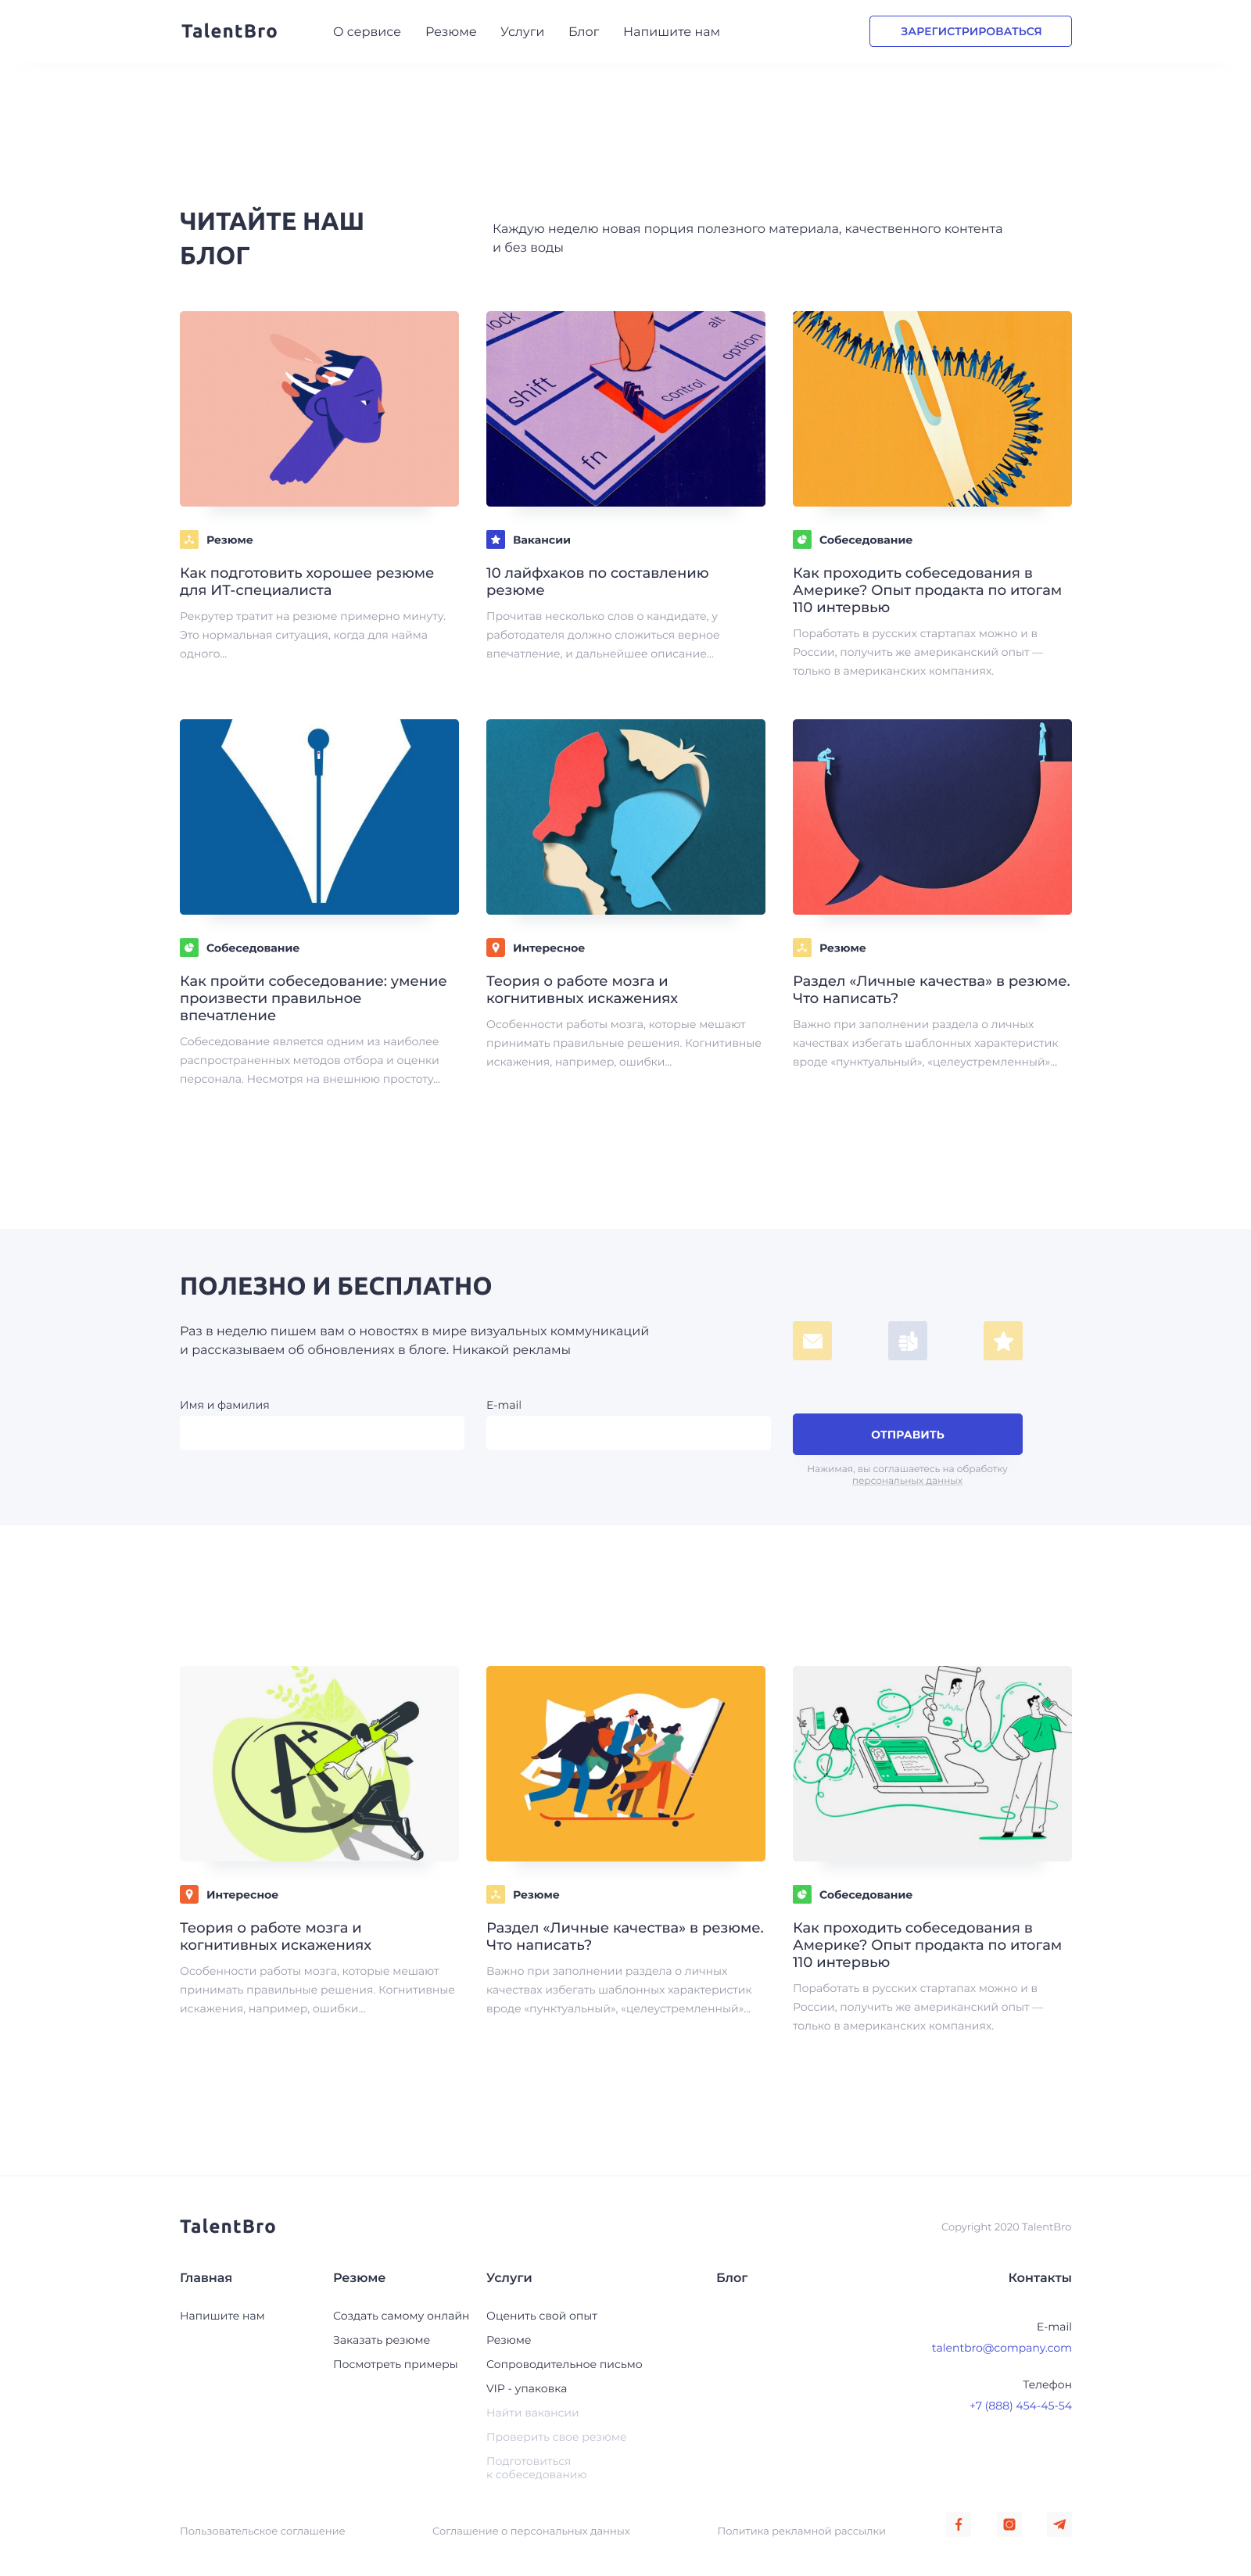 TalentBro
О сервисе
Резюме
Услуги
Блог
Напишите нам
ЗАРЕГИСТРИРОВАТЬСЯ
ЧИТАЙТЕ НАШ
БЛОГ
Каждую неделю новая порция полезного материала, качественного контента
и без воды
lock
shift
fn
alt
option
control
Резюме
Как подготовить хорошее резюме
для ИТ-специалиста
Рекрутер тратит на резюме примерно минуту.
Это нормальная ситуация, когда для найма
одного...
Вакансии
10 лайфхаков по составлению
резюме
Прочитав несколько слов о кандидате, у
работодателя должно сложиться верное
впечатление, и дальнейшее описание...
Собеседование
Как проходить собеседования в
Америке? Опыт продакта по итогам
110 интервью
Поработать в русских стартапах можно и в
России, получить же американский опыт —
только в американских компаниях.
Собеседование
Как пройти собеседование: умение
произвести правильное
впечатление
Собеседование является одним из наиболее
распространенных методов отбора и оценки
персонала. Несмотря на внешнюю простоту...
Интересное
Теория о работе мозга и
когнитивных искажениях
Особенности работы мозга, которые мешают
принимать правильные решения. Когнитивные
искажения, например, ошибки...
Резюме
Раздел «Личные качества» в резюме.
Что написать?
Важно при заполнении раздела о личных
качествах избегать шаблонных характеристик
вроде «пунктуальный», «целеустремленный»...
ПОЛЕЗНО И БЕСПЛАТНО
Раз в неделю пишем вам о новостях в мире визуальных коммуникаций
и рассказываем об обновлениях в блоге. Никакой рекламы
Имя и фамилия
E-mail
ОТПРАВИТЬ
Нажимая, вы соглашаетесь на обработку
персональных данных
A+
Интересное
Теория о работе мозга и
когнитивных искажениях
Особенности работы мозга, которые мешают
принимать правильные решения. Когнитивные
искажения, например, ошибки...
Резюме
Раздел «Личные качества» в резюме.
Что написать?
Важно при заполнении раздела о личных
качествах избегать шаблонных характеристик
вроде «пунктуальный», «целеустремленный»...
Собеседование
Как проходить собеседования в
Америке? Опыт продакта по итогам
110 интервью
Поработать в русских стартапах можно и в
России, получить же американский опыт —
только в американских компаниях.
TalentBro
Copyright 2020 TalentBro
Главная
Напишите нам
Резюме
Создать самому онлайн
Заказать резюме
Посмотреть примеры
Услуги
Оценить свой опыт
Резюме
Сопроводительное письмо
VIP - упаковка
Найти вакансии
Проверить свое резюме
Подготовиться
к собеседованию
Блог
Контакты
E-mail
talentbro@company.com
Телефон
+7 (888) 454-45-54
Пользовательское соглашение
Соглашение о персональных данных
Политика рекламной рассылки